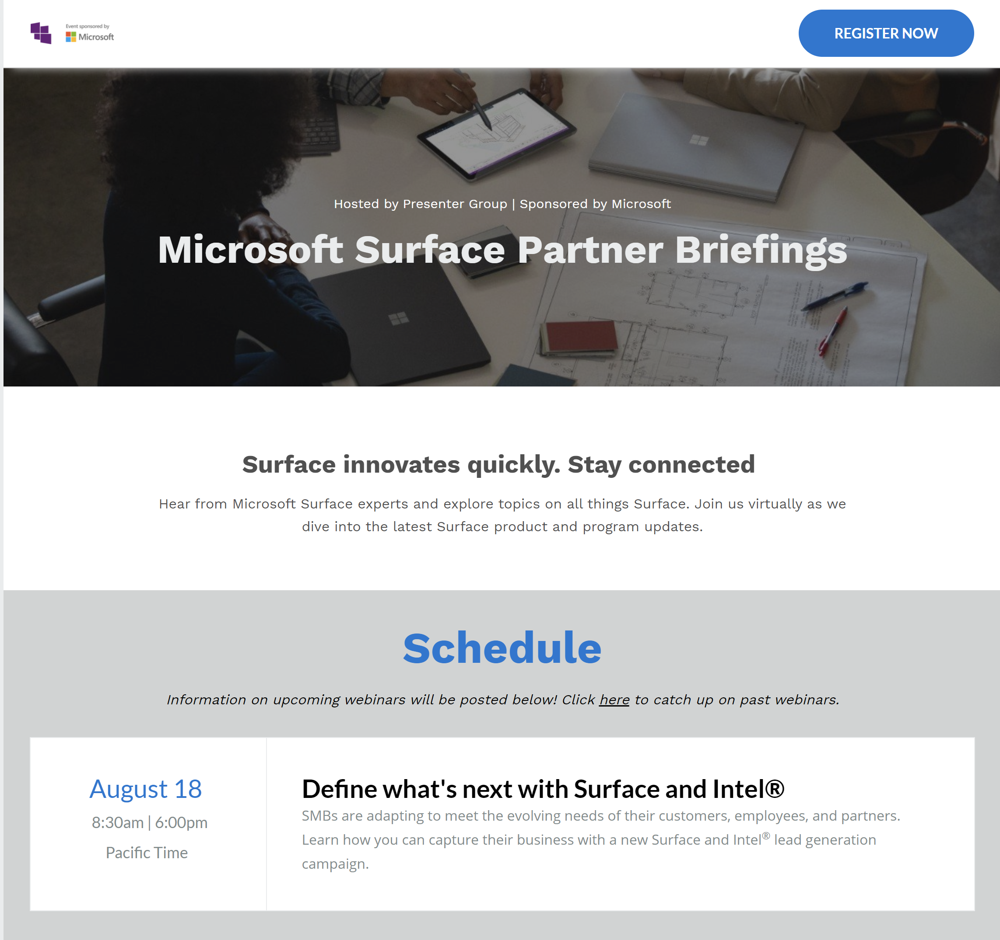 Event sponsored by
Microsoft
REGISTER NOW
Hosted by Presenter Group | Sponsored by Microsoft
Microsoft Surface Partner Briefings
Surface innovates quickly. Stay connected
Hear from Microsoft Surface experts and explore topics on all things Surface. Join us virtually as we
dive into the latest Surface product and program updates.
Schedule
Information on upcoming webinars will be posted below! Click here to catch up on past webinars.
August 18
8:30am | 6:00pm
Pacific Time
Define what's next with Surface and Intel®
SMBs are adapting to meet the evolving needs of their customers, employees, and partners.
Learn how you can capture their business with a new Surface and Intel® lead generation
campaign.